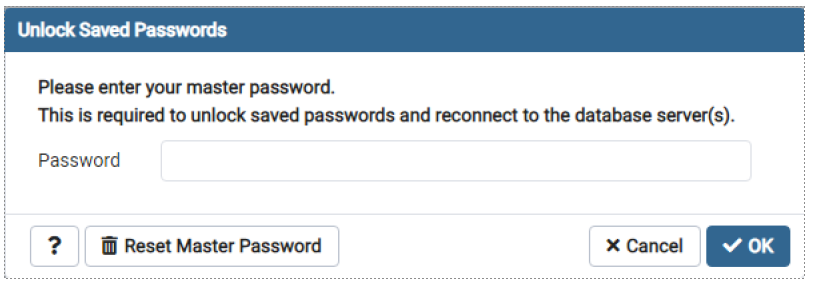 Unlock Saved Passwords
Please enter your master password.
This is required to unlock saved passwords and reconnect to the database server(s).
Password
? Reset Master Password Cancel OK